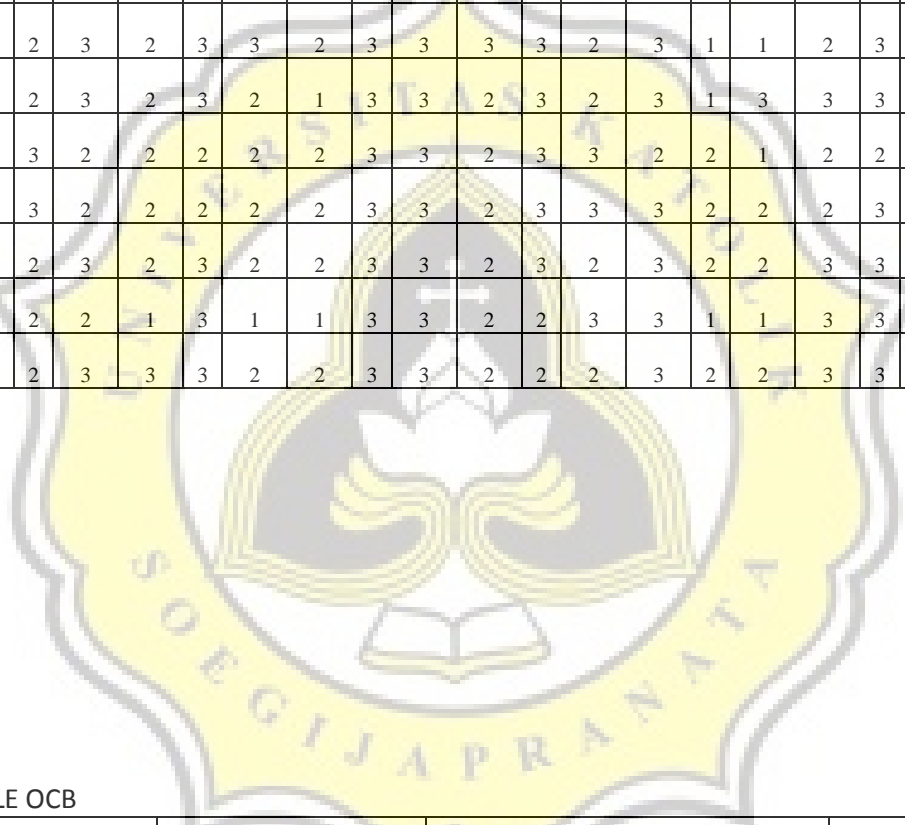 2 3 2 3 3 2 3 3 3 3 2 3 1 1 2 3
2 3 2 3 2 1 3 3 2 3 2 3 1 3 3 3
3 2 2 2 2 2 3 3 2 3 3 2 2 1 2 2
3 2 2 2 2 2 3 3 2 3 3 3 2 2 2 3
2 3 2 3 2 2 3 3 2 3 2 3 2 2 3 3
2 2 1 3 1 1 3 3 2 2 3 3 1 1 3 3
2 3 3 3 2 2 3 3 2 2 2 3 2 2 3 3
UNIVERSITAS KATOLIK
SOEGIJAPRANATA
LE OCB